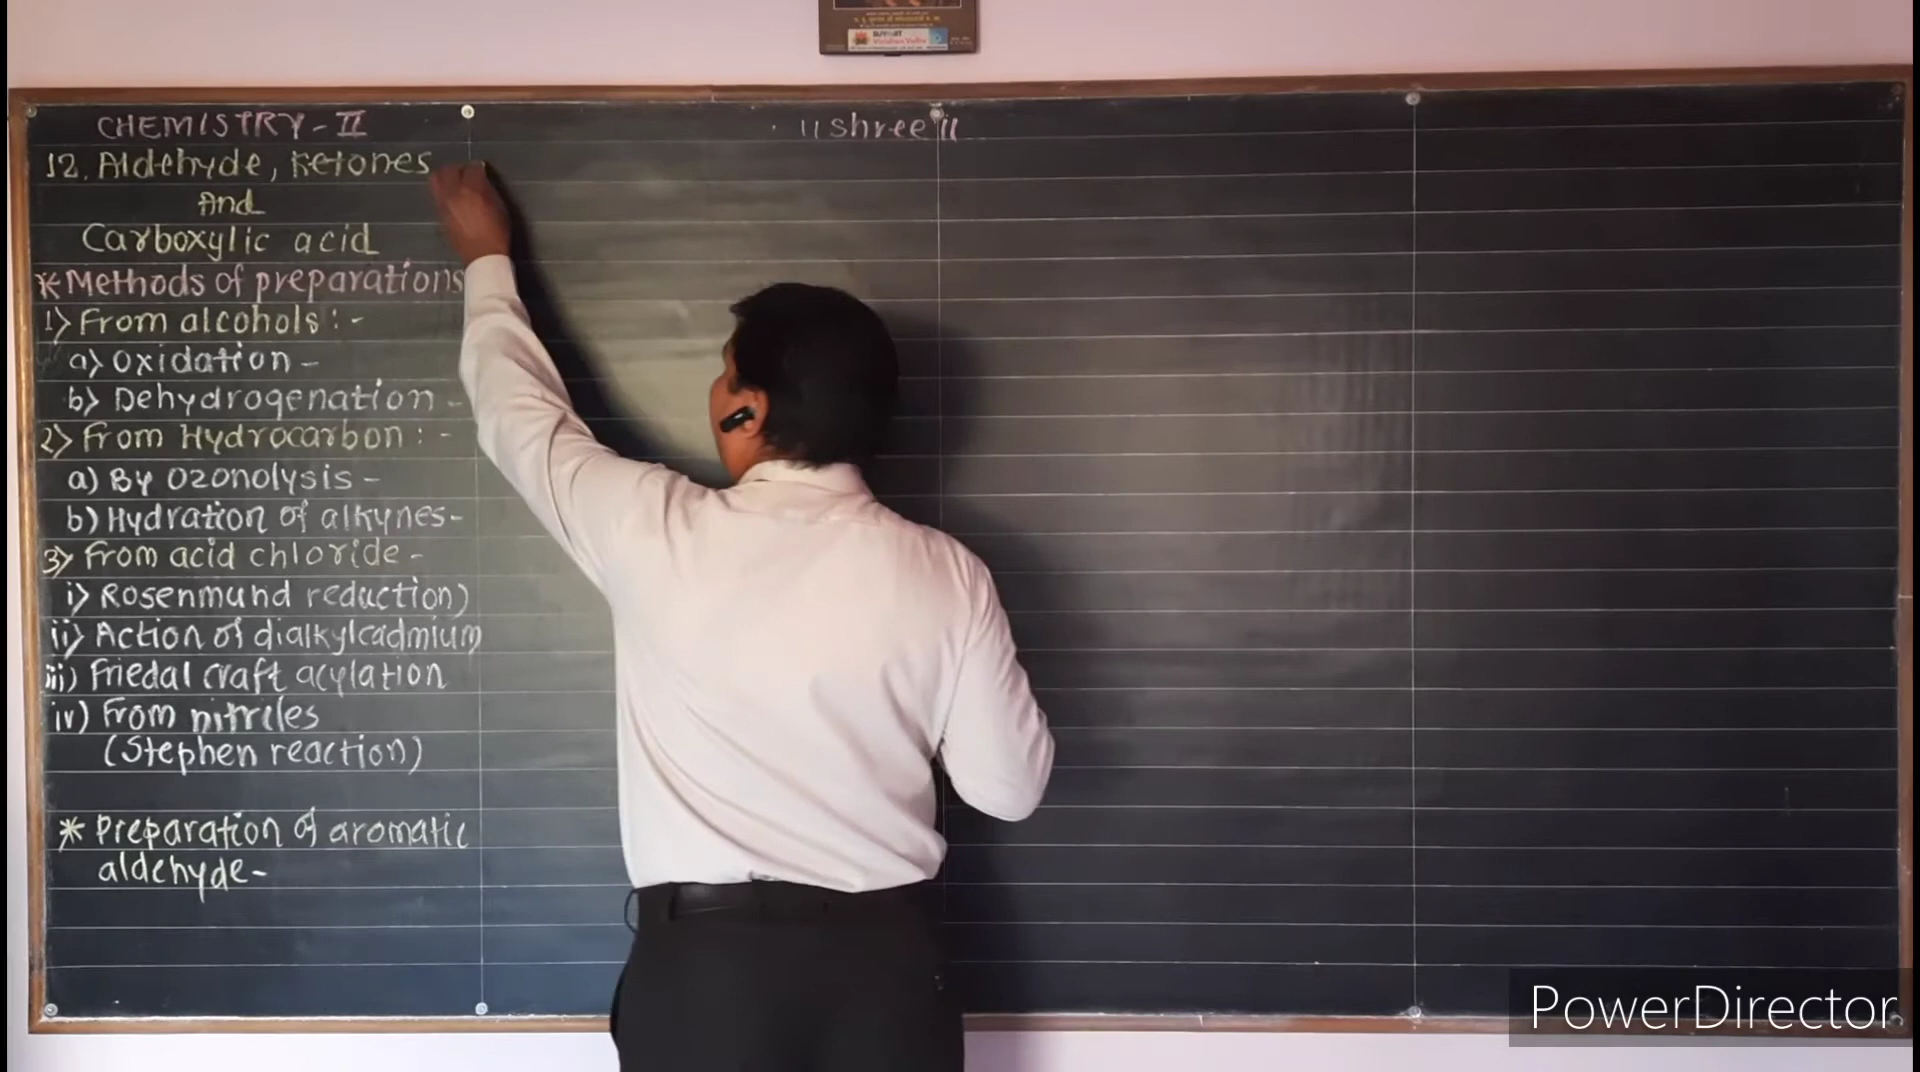 CHEMISTRY - II
12. Aldehyde, Ketones
And
Carboxylic acid
* Methods of preparations
1) From alcohols : -
a) Oxidation -
b) Dehydrogenation -
2) From Hydrocarbon : -
a) By Ozonolysis -
b) Hydration of alkynes -
3) From acid chloride -
i) Rosenmund reduction)
ii) Action of dialkylcadmium
iii) Friedal craft acylation
iv) From nitriles
(Stephen reaction)
* Preparation of aromatic
aldehyde -
॥ shree ॥
PowerDirector